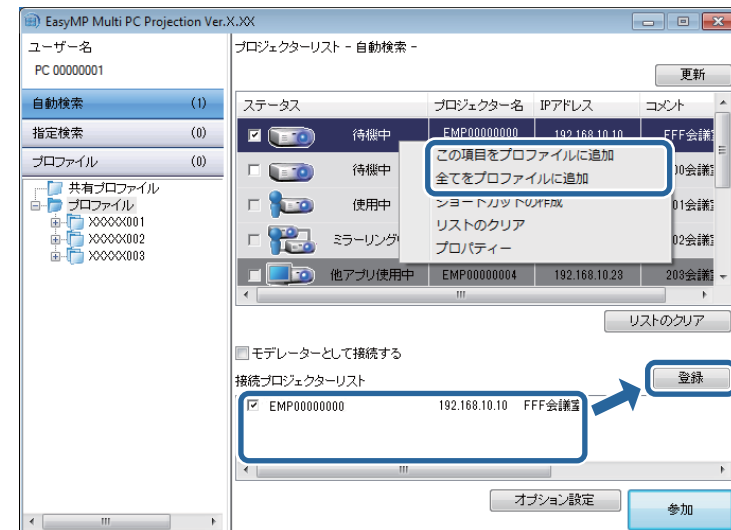 EasyMP Multi PC Projection Ver.X.XX
ユーザー名
PC 00000001
自動検索 (1)
指定検索 (0)
プロファイル (0)
共有プロファイル
プロファイル
XXXXX001
XXXXX002
XXXXX003
プロジェクターリスト - 自動検索 -
更新
ステータス プロジェクター名 IPアドレス コメント
待機中 EMP00000000 192.168.10.10 FFF会議
待機中
使用中 01会議
ミラーリング 02会議
他アプリ使用中 EMP00000004 192.168.10.23 203会議
この項目をプロファイルに追加
全てをプロファイルに追加
ショートカットの作成
リストのクリア
プロパティー
リストのクリア
モデレーターとして接続する
接続プロジェクターリスト
登録
EMP00000000 192.168.10.10 FFF会議室
オプション設定
参加